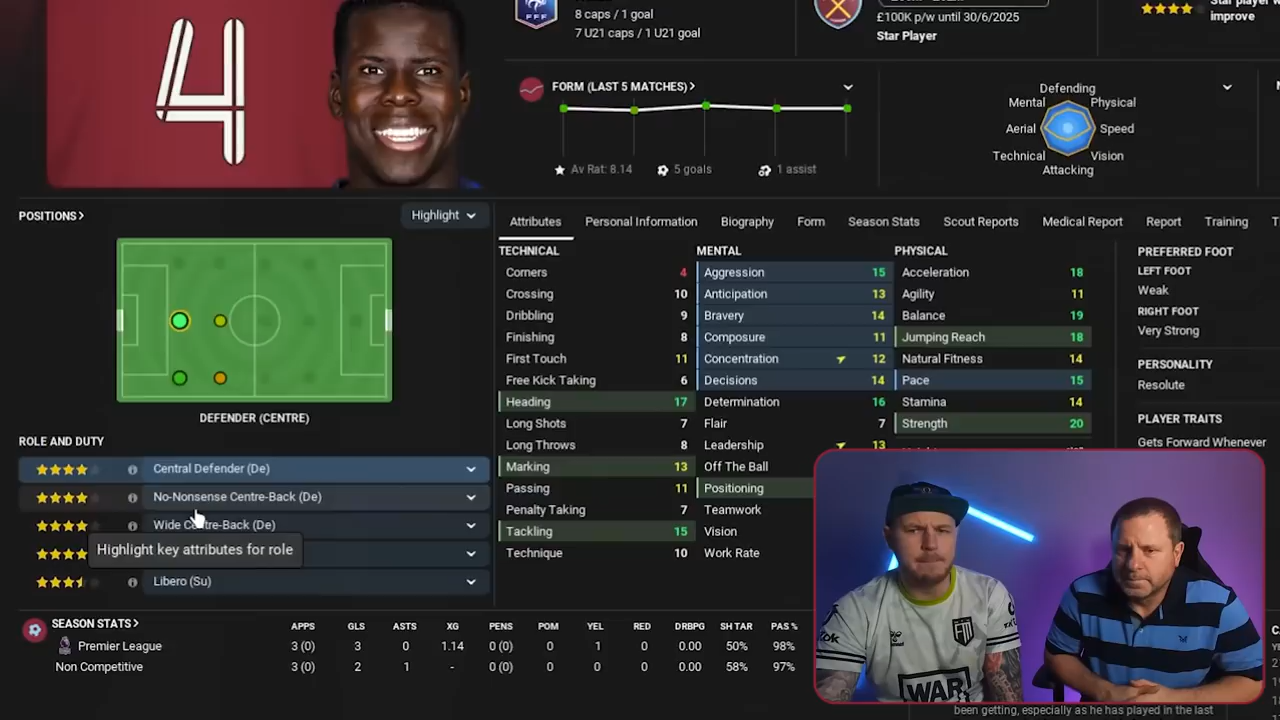 4
FFF
8 caps / 1 goal
7 U21 caps / 1 U21 goal
£100K p/w until 30/6/2025
Star Player
improve
FORM (LAST 5 MATCHES)
Av Rat: 8.14
5 goals
1 assist
Defending
Mental
Physical
Aerial
Speed
Technical
Vision
Attacking
POSITIONS
Highlight
DEFENDER (CENTRE)
ROLE AND DUTY
Central Defender (De)
No-Nonsense Centre-Back (De)
Wide Centre-Back (De)
Highlight key attributes for role
Libero (Su)
Attributes Personal Information Biography Form Season Stats Scout Reports Medical Report Report Training
TECHNICAL
Corners 4
Crossing 10
Dribbling 9
Finishing 8
First Touch 11
Free Kick Taking 6
Heading 17
Long Shots 7
Long Throws 8
Marking 13
Passing 11
Penalty Taking 7
Tackling 15
Technique 10
MENTAL
Aggression 15
Anticipation 13
Bravery 14
Composure 11
Concentration 12
Decisions 14
Determination 16
Flair 7
Leadership 13
Off The Ball
Positioning
Teamwork
Vision
Work Rate
PHYSICAL
Acceleration 18
Agility 11
Balance 19
Jumping Reach 18
Natural Fitness 14
Pace 15
Stamina 14
Strength 20
PREFERRED FOOT
LEFT FOOT
Weak
RIGHT FOOT
Very Strong
PERSONALITY
Resolute
PLAYER TRAITS
Gets Forward Whenever
SEASON STATS
APPS GLS ASTS XG PENS POM YEL RED DRBPG SH TAR PAS %
Premier League 3 (0) 3 0 1.14 0 (0) 0 1 0 0.00 50% 98%
Non Competitive 3 (0) 2 1 - 0 (0) 0 0 0 0.00 58% 97%
FM
WAR
been getting, especially as he has played in the last